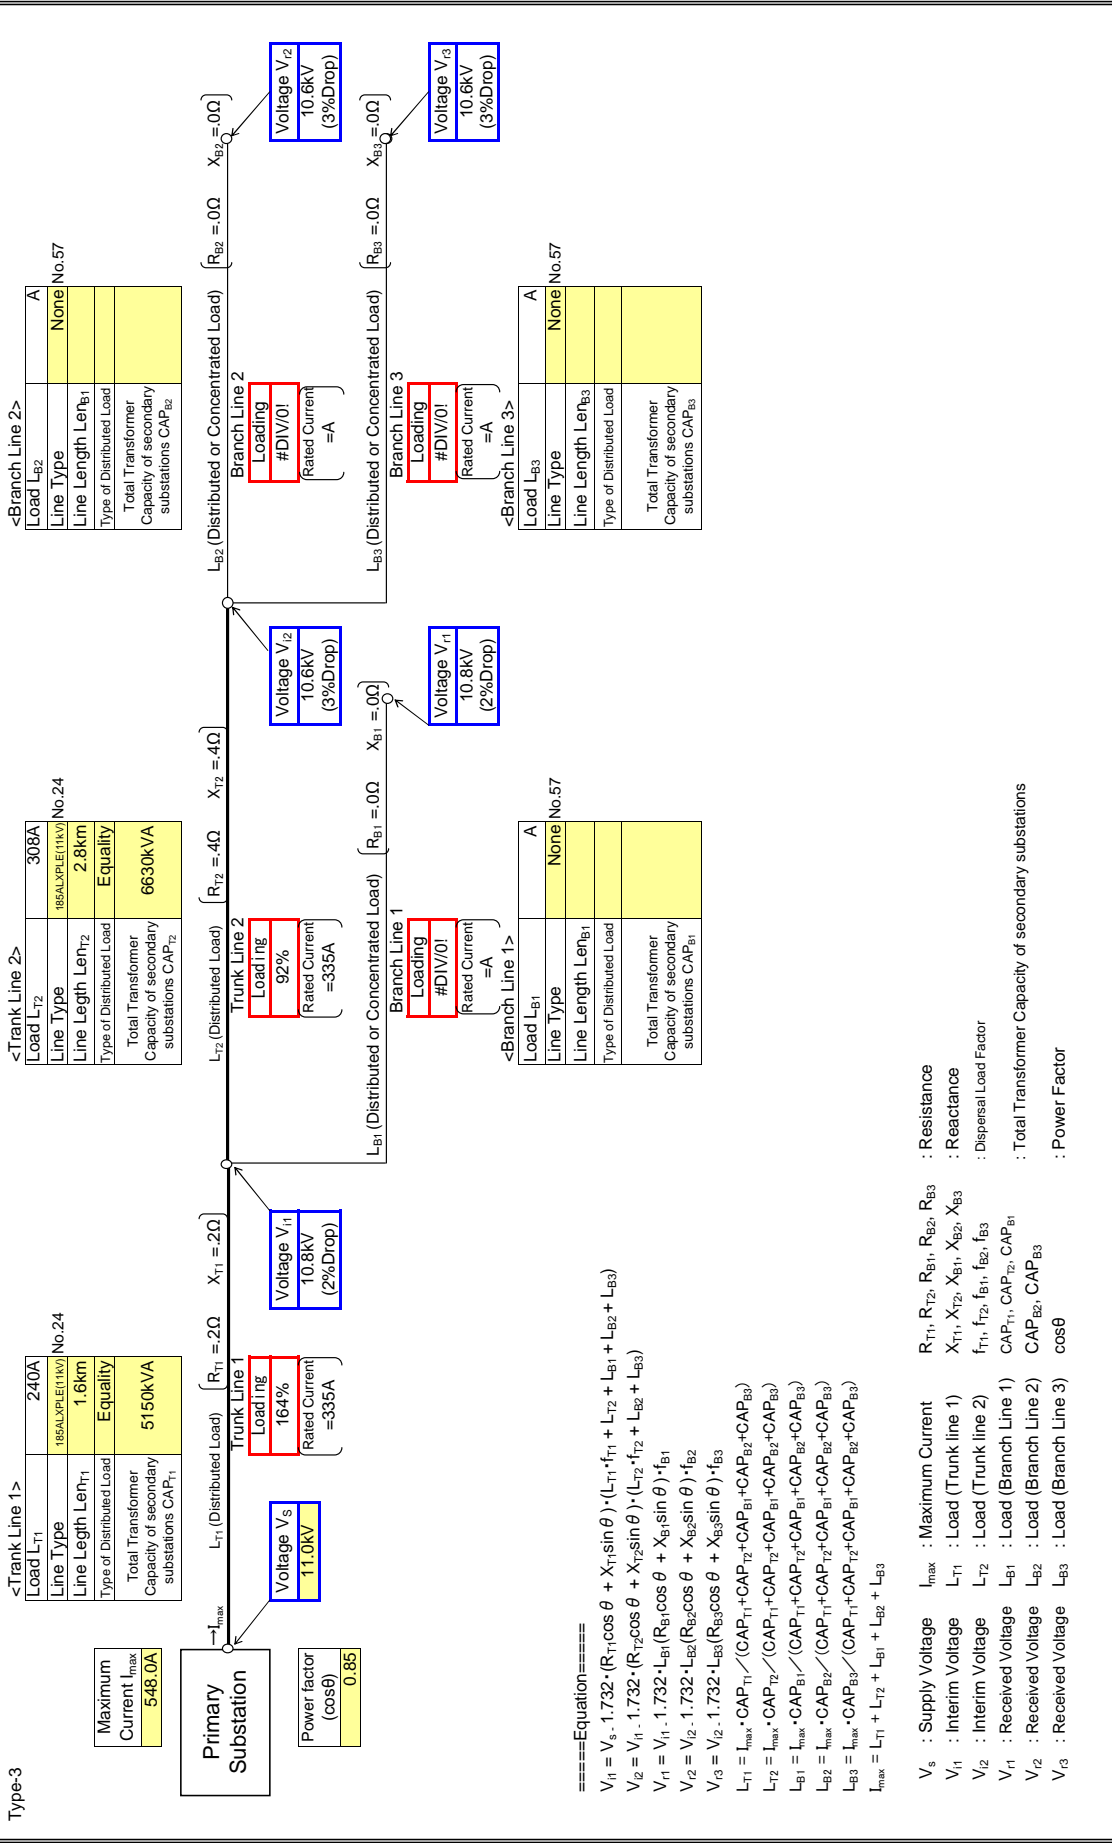 Type-3
Maximum
Current Imax
548.0A
Primary
Substation
Power factor
(cosθ)
0.85
→Imax
Voltage VS
11.0kV
<Trank Line 1>
Load LT1 240A
Line Type 185ALXPLE(11kV) No.24
Line Legth LenT1 1.6km
Type of Distributed Load Equality
Total Transformer
Capacity of secondary
substations CAPT1
5150kVA
LT1 (Distributed Load) (RT1 =.2Ω XT1 =.2Ω)
Trunk Line 1
Loading
164%
(Rated Current
=335A)
Voltage Vi1
10.8kV
(2%Drop)
<Trank Line 2>
Load LT2 308A
Line Type 185ALXPLE(11kV) No.24
Line Length LenT2 2.8km
Type of Distributed Load Equality
Total Transformer
Capacity of secondary
substations CAPT2
6630kVA
LT2 (Distributed Load) (RT2 =.4Ω XT2 =.4Ω)
Trunk Line 2
Loading
92%
(Rated Current
=335A)
Voltage Vi2
10.6kV
(3%Drop)
LB1 (Distributed or Concentrated Load) (RB1 =.0Ω XB1 =.0Ω)
Branch Line 1
Loading
#DIV/0!
(Rated Current
=A)
Voltage Vr1
10.8kV
(2%Drop)
<Branch Line 1>
Load LB1 A
Line Type None No.57
Line Length LenB1
Type of Distributed Load
Total Transformer
Capacity of secondary
substations CAPB1
<Branch Line 2>
Load LB2 A
Line Type None No.57
Line Length LenB1
Type of Distributed Load
Total Transformer
Capacity of secondary
substations CAPB2
LB2 (Distributed or Concentrated Load) (RB2 =.0Ω XB2 =.0Ω)
Branch Line 2
Loading
#DIV/0!
(Rated Current
=A)
Voltage Vr2
10.6kV
(3%Drop)
LB3 (Distributed or Concentrated Load) (RB3 =.0Ω XB3 =.0Ω)
Branch Line 3
Loading
#DIV/0!
(Rated Current
=A)
Voltage Vr3
10.6kV
(3%Drop)
<Branch Line 3>
Load LB3 A
Line Type None No.57
Line Length LenB3
Type of Distributed Load
Total Transformer
Capacity of secondary
substations CAPB3
=====Equation=====
Vi1 = Vs - 1.732・(RT1cosθ + XT1sinθ)・(LT1・fT1 + LT2 + LB1 + LB2 + LB3)
Vi2 = Vi1 - 1.732・(RT2cosθ + XT2sinθ)・(LT2・fT2 + LB2 + LB3)
Vr1 = Vi1 - 1.732・LB1(RB1cosθ + XB1sinθ)・fB1
Vr2 = Vi2 - 1.732・LB2(RB2cosθ + XB2sinθ)・fB2
Vr3 = Vi2 - 1.732・LB3(RB3cosθ + XB3sinθ)・fB3
LT1 = Imax・CAPT1／(CAPT1+CAPT2+CAPB1+CAPB2+CAPB3)
LT2 = Imax・CAPT2／(CAPT1+CAPT2+CAPB1+CAPB2+CAPB3)
LB1 = Imax・CAPB1／(CAPT1+CAPT2+CAPB1+CAPB2+CAPB3)
LB2 = Imax・CAPB2／(CAPT1+CAPT2+CAPB1+CAPB2+CAPB3)
LB3 = Imax・CAPB3／(CAPT1+CAPT2+CAPB1+CAPB2+CAPB3)
Imax = LT1 + LT2 + LB1 + LB2 + LB3
Vs : Supply Voltage Imax : Maximum Current RT1, RT2, RB1, RB2, RB3 : Resistance
Vi1 : Interim Voltage LT1 : Load (Trunk line 1) XT1, XT2, XB1, XB2, XB3 : Reactance
Vi2 : Interim Voltage LT2 : Load (Trunk line 2) fT1, fT2, fB1, fB2, fB3 : Dispersal Load Factor
Vr1 : Received Voltage LB1 : Load (Branch Line 1) CAPT1, CAPT2, CAPB1
Vr2 : Received Voltage LB2 : Load (Branch Line 2) CAPB2, CAPB3 : Total Transformer Capacity of secondary substations
Vr3 : Received Voltage LB3 : Load (Branch Line 3) cosθ : Power Factor